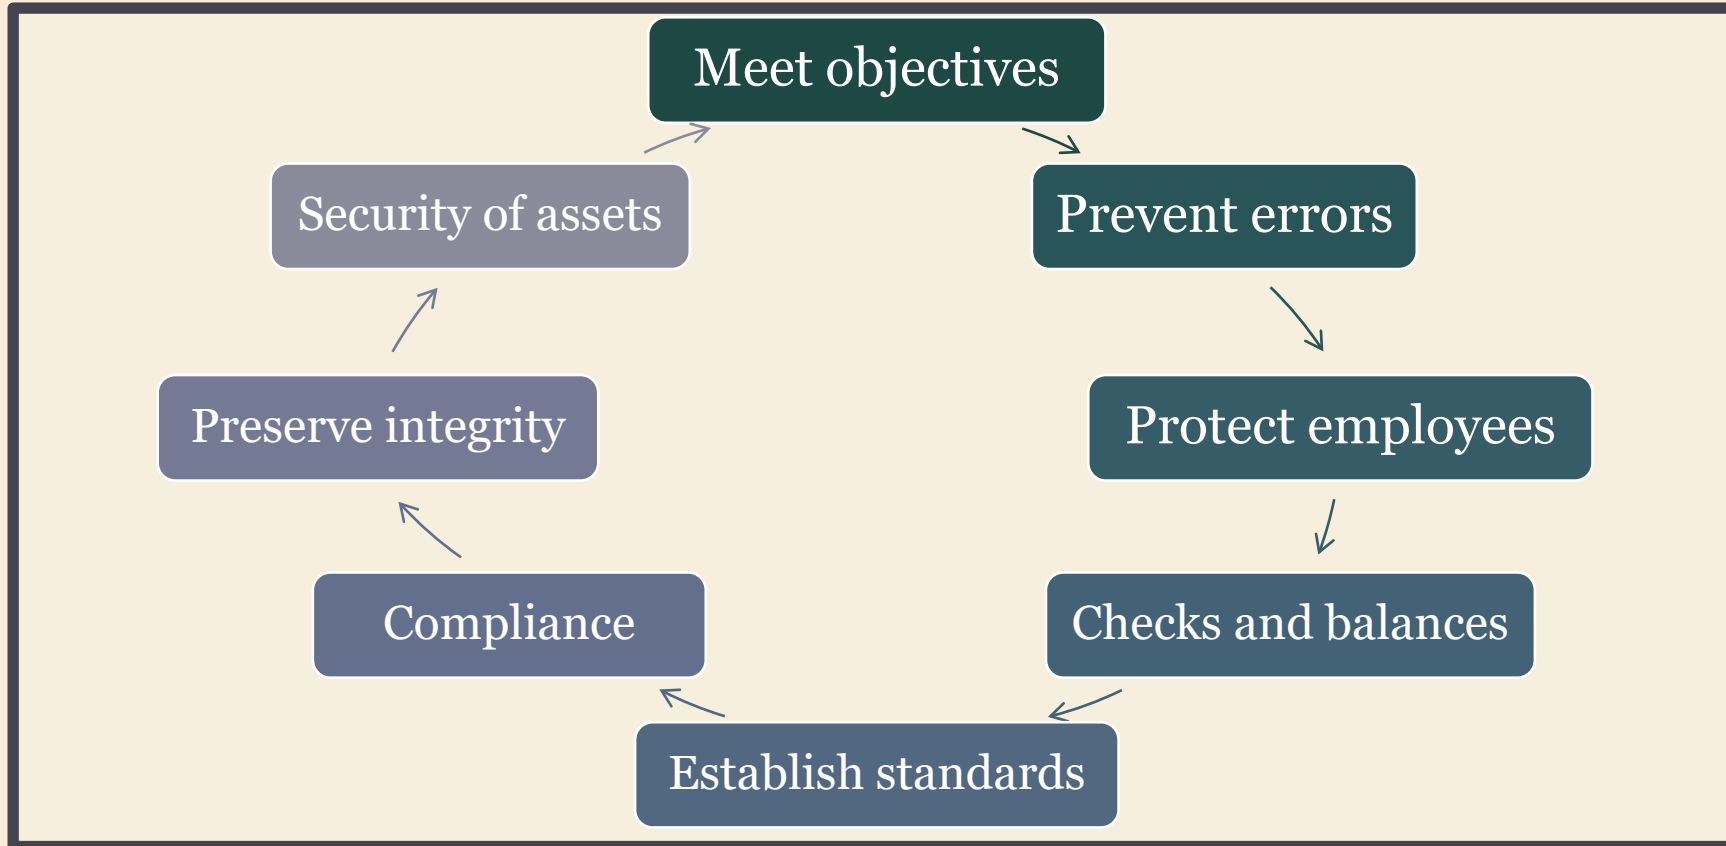 Meet objectives
Prevent errors
Protect employees
Checks and balances
Establish standards
Compliance
Preserve integrity
Security of assets